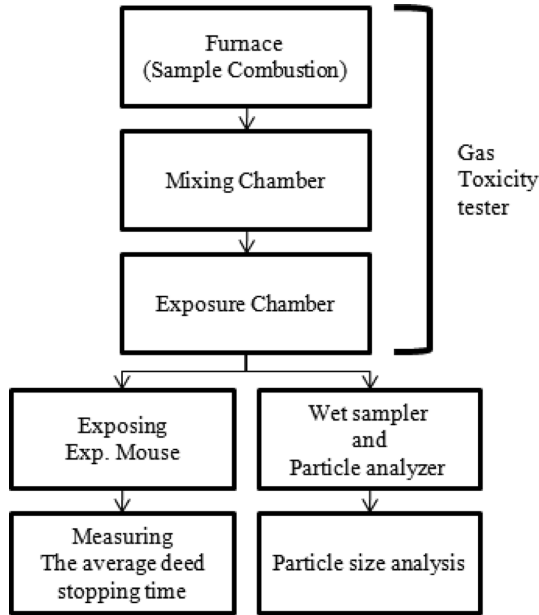 Furnace
(Sample Combustion)
Mixing Chamber
Exposure Chamber
Gas
Toxicity
tester
Exposing
Exp. Mouse
Wet sampler
and
Particle analyzer
Measuring
The average deed
stopping time
Particle size analysis